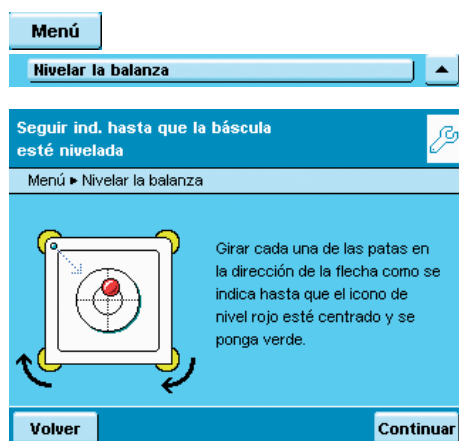 Menú
Nivelar la balanza
Seguir ind. hasta que la báscula
esté nivelada
Menú ▸ Nivelar la balanza
Girar cada una de las patas en
la dirección de la flecha como se
indica hasta que el icono de
nivel rojo esté centrado y se
ponga verde.
Volver
Continuar